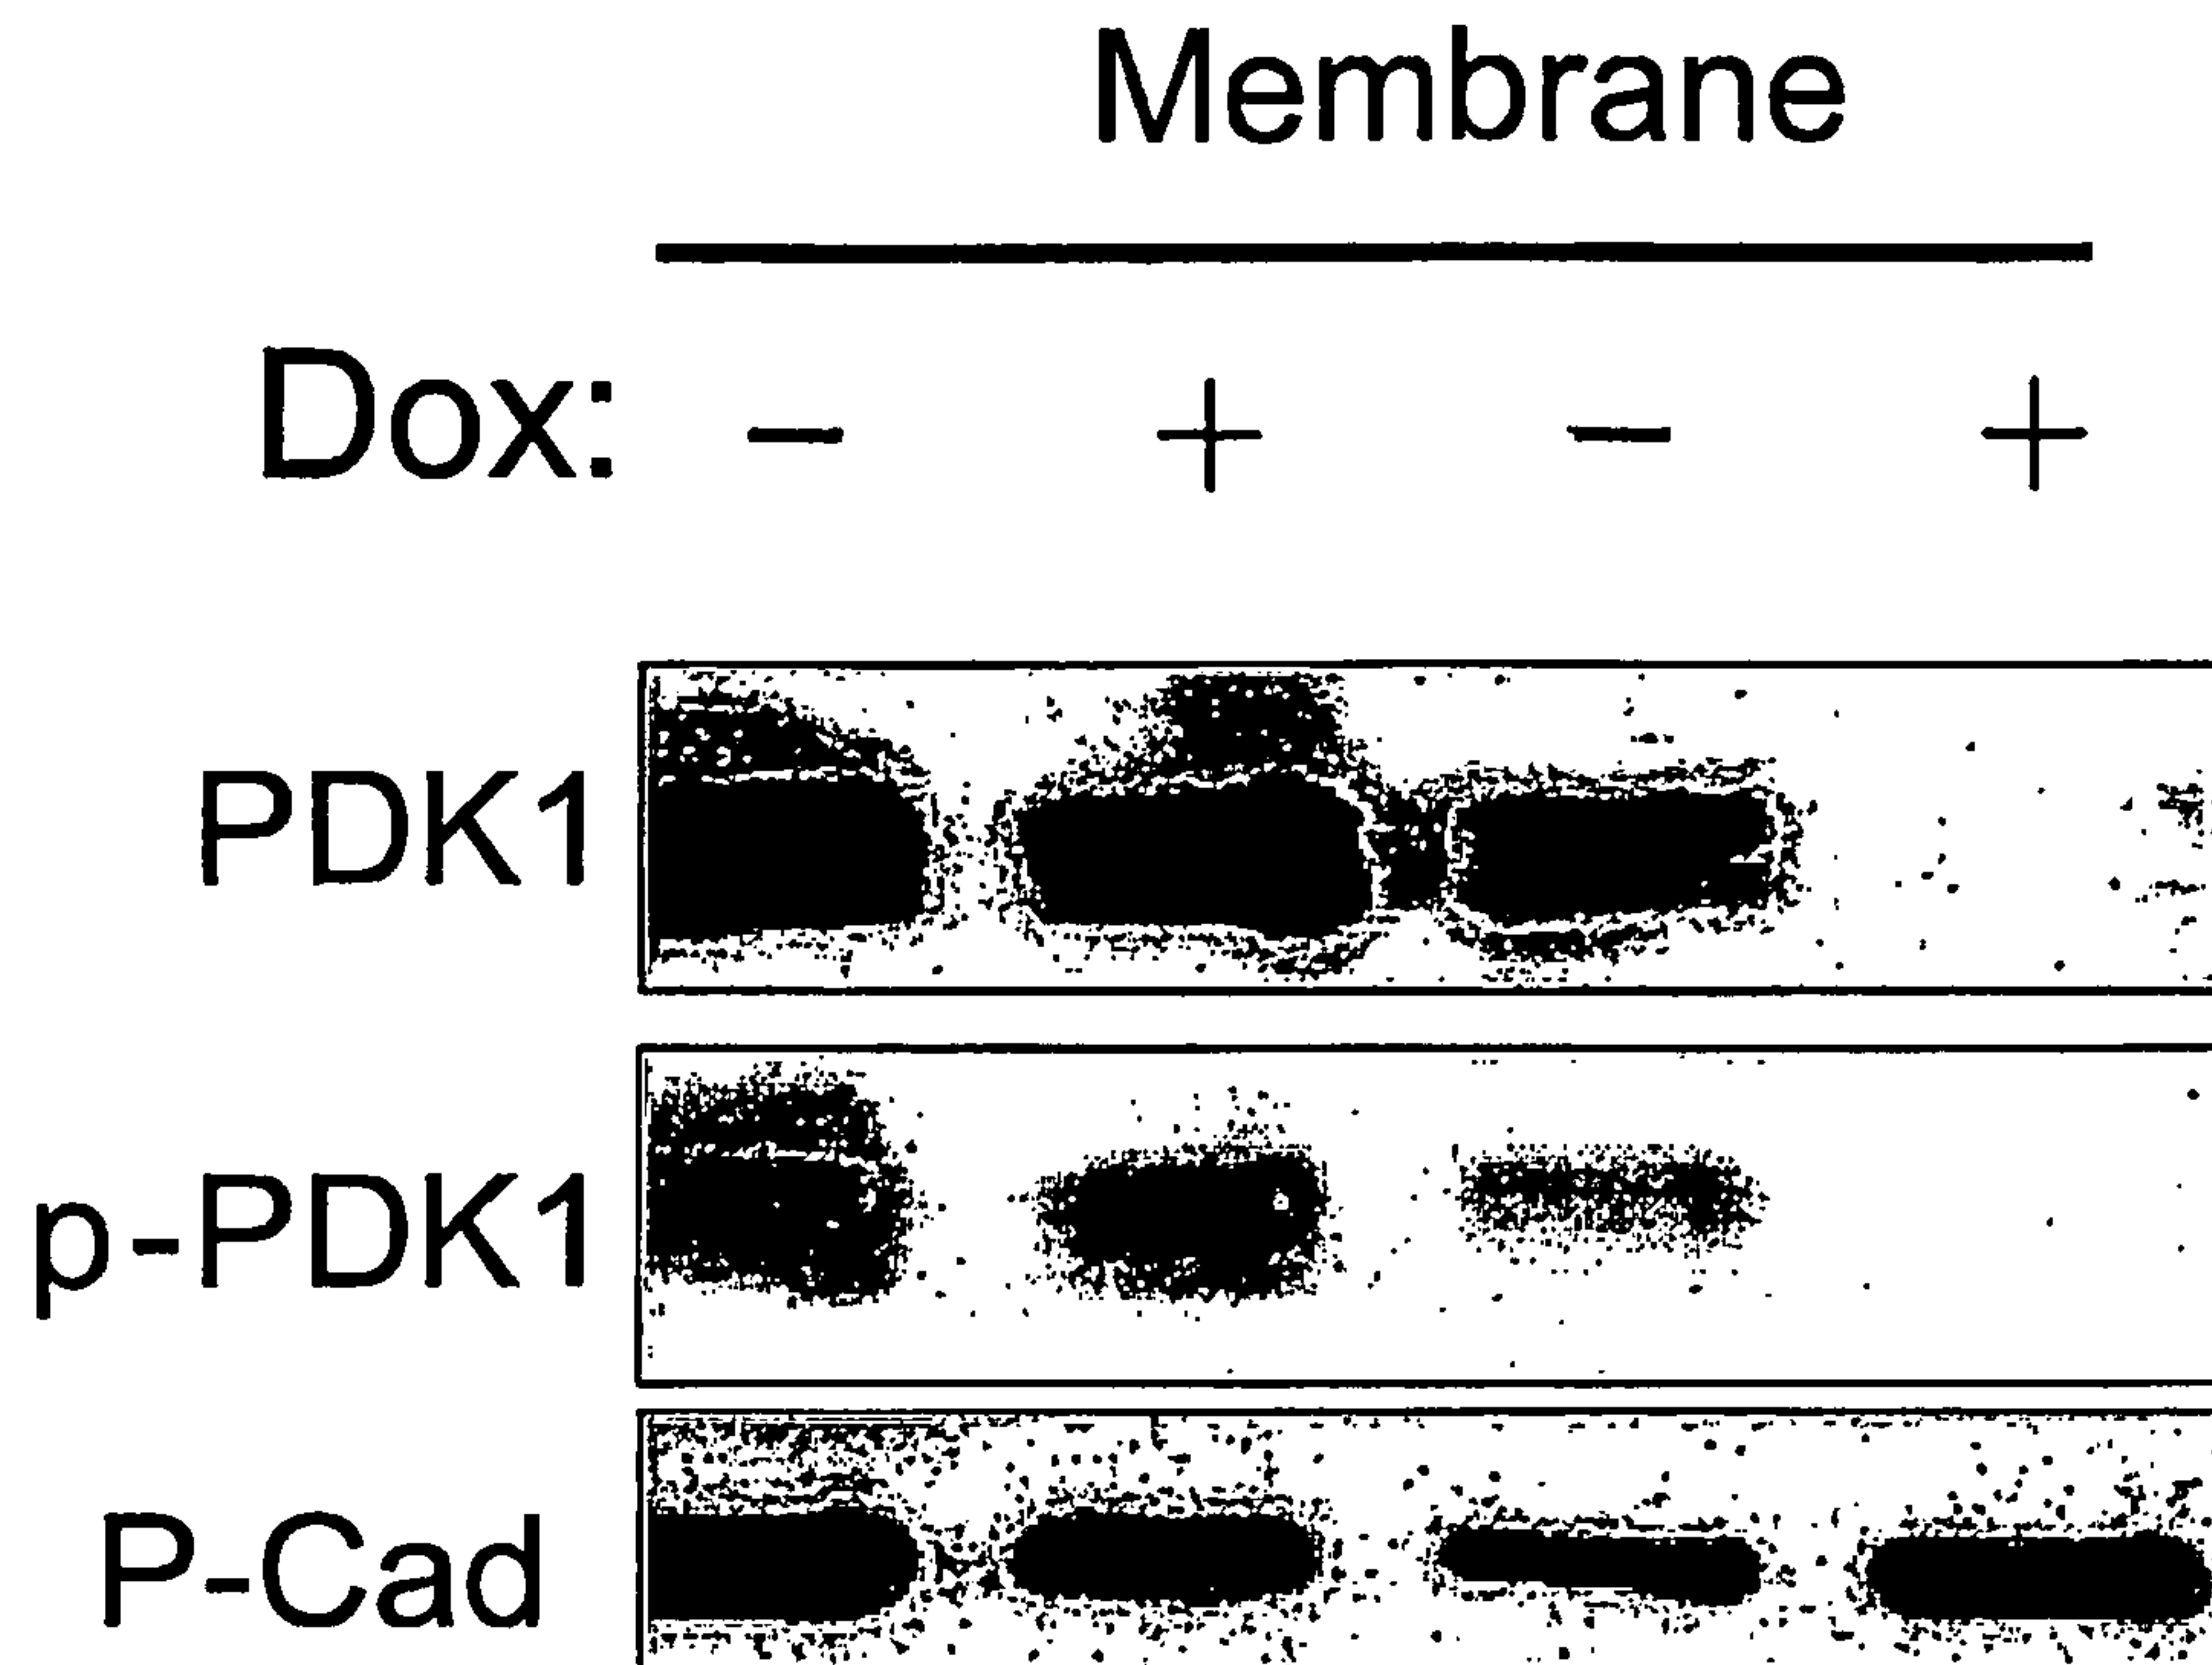 Membrane
Dox: − + − +
PDK1
p-PDK1
P-Cad